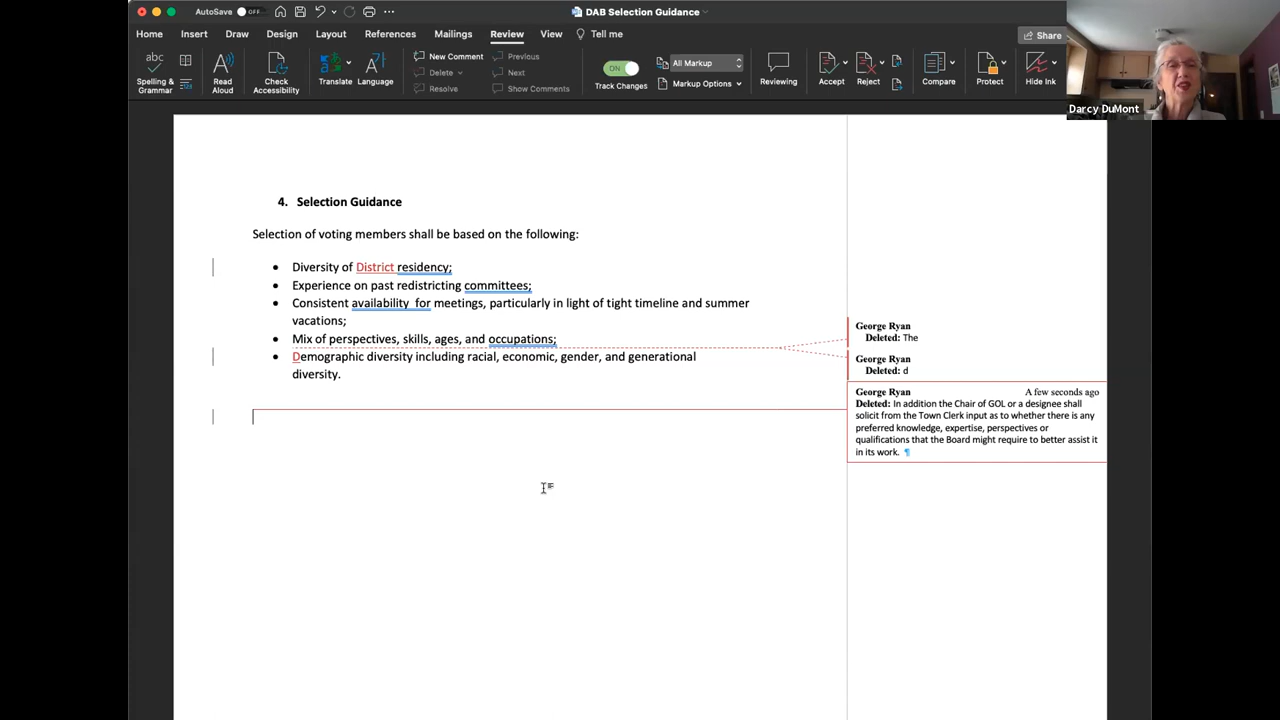 AutoSave OFF
DAB Selection Guidance
Home Insert Draw Design Layout References Mailings Review View Tell me
Share
abc
Spelling & Grammar
Read Aloud
Check Accessibility
Translate
Language
New Comment
Delete
Resolve
Previous
Next
Show Comments
ON
Track Changes
All Markup
Markup Options
Reviewing
Accept
Reject
Compare
Protect
Hide Ink
Darcy DuMont
4. Selection Guidance
Selection of voting members shall be based on the following:
• Diversity of District residency;
• Experience on past redistricting committees;
• Consistent availability for meetings, particularly in light of tight timeline and summer
vacations;
• Mix of perspectives, skills, ages, and occupations;
• Demographic diversity including racial, economic, gender, and generational
diversity.
George Ryan
Deleted: The
George Ryan
Deleted: d
George Ryan A few seconds ago
Deleted: In addition the Chair of GOL or a designee shall
solicit from the Town Clerk input as to whether there is any
preferred knowledge, expertise, perspectives or
qualifications that the Board might require to better assist it
in its work. ¶